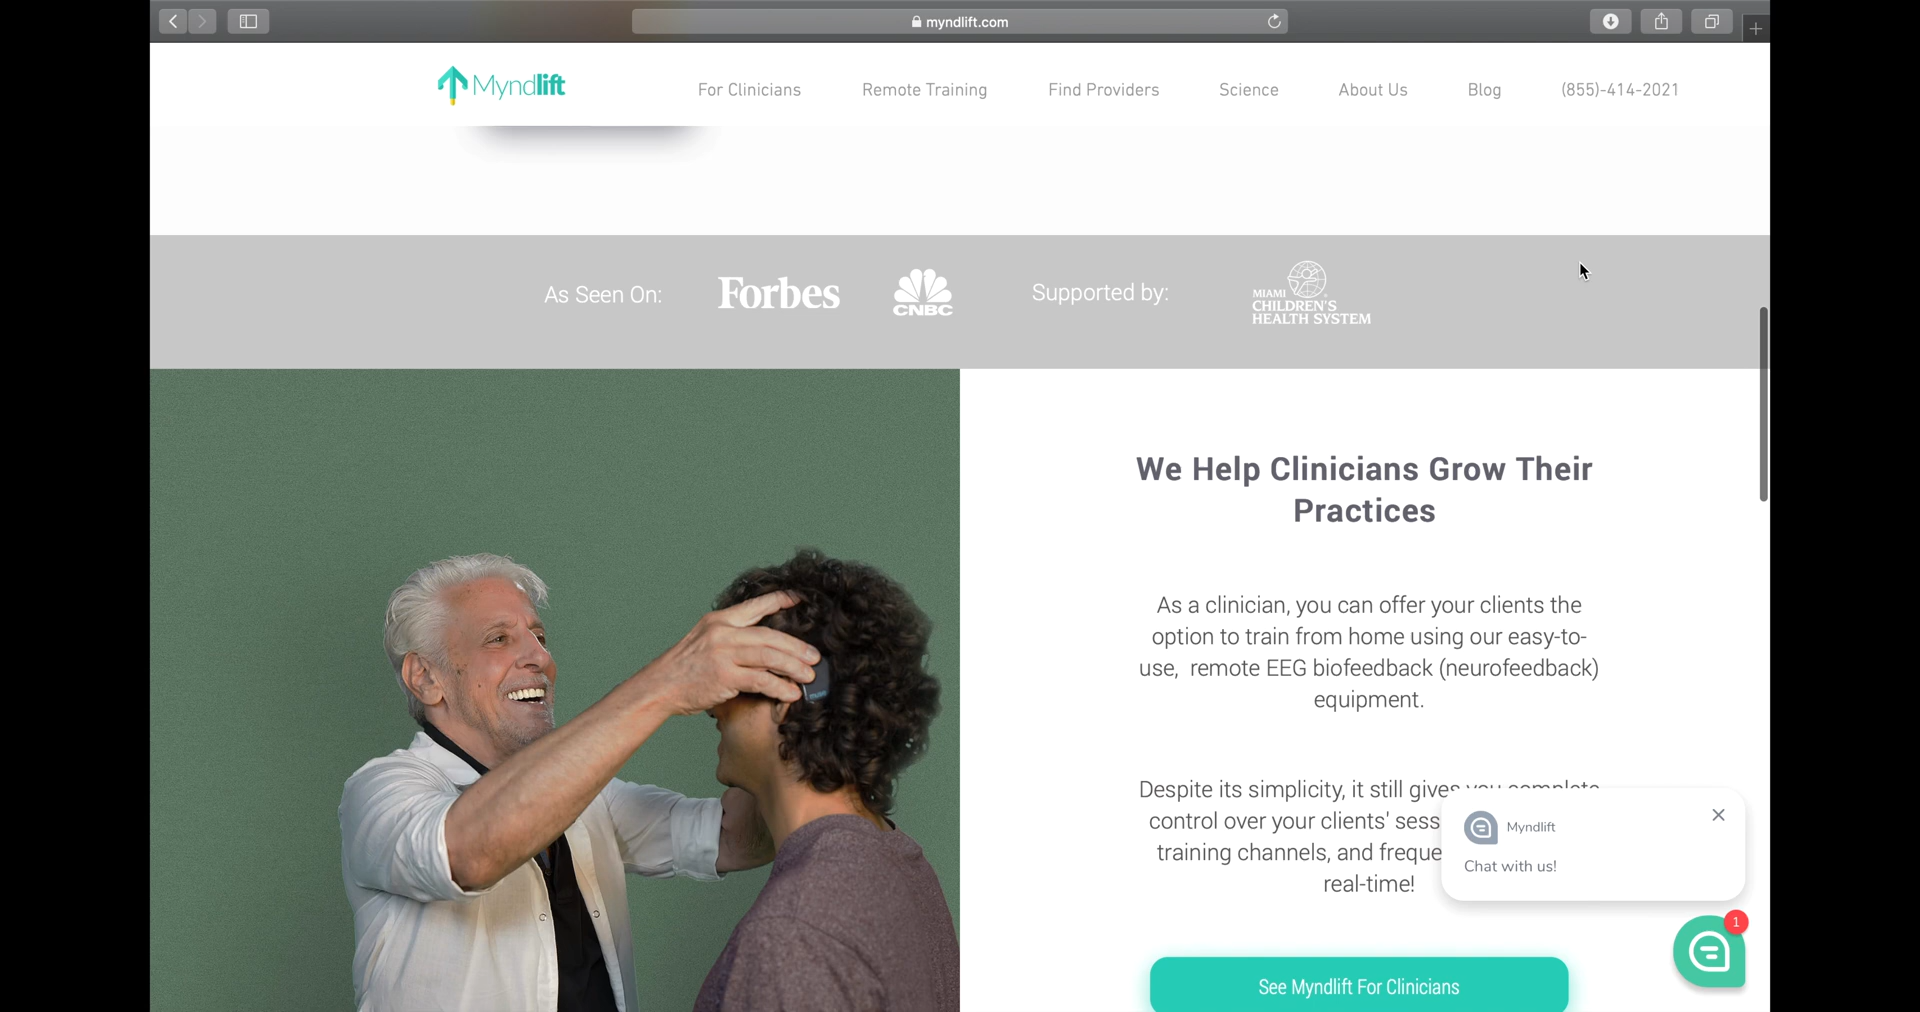 myndlift.com
Myndlift
For Clinicians
Remote Training
Find Providers
Science
About Us
Blog
(855)-414-2021
As Seen On:
Forbes
CNBC
Supported by:
MIAMI
CHILDREN'S
HEALTH SYSTEM
We Help Clinicians Grow Their
Practices
As a clinician, you can offer your clients the
option to train from home using our easy-to-
use, remote EEG biofeedback (neurofeedback)
equipment.
Despite its simplicity, it still gives you complete
control over your clients' sess
training channels, and freque
real-time!
Myndlift
Chat with us!
1
See Myndlift For Clinicians